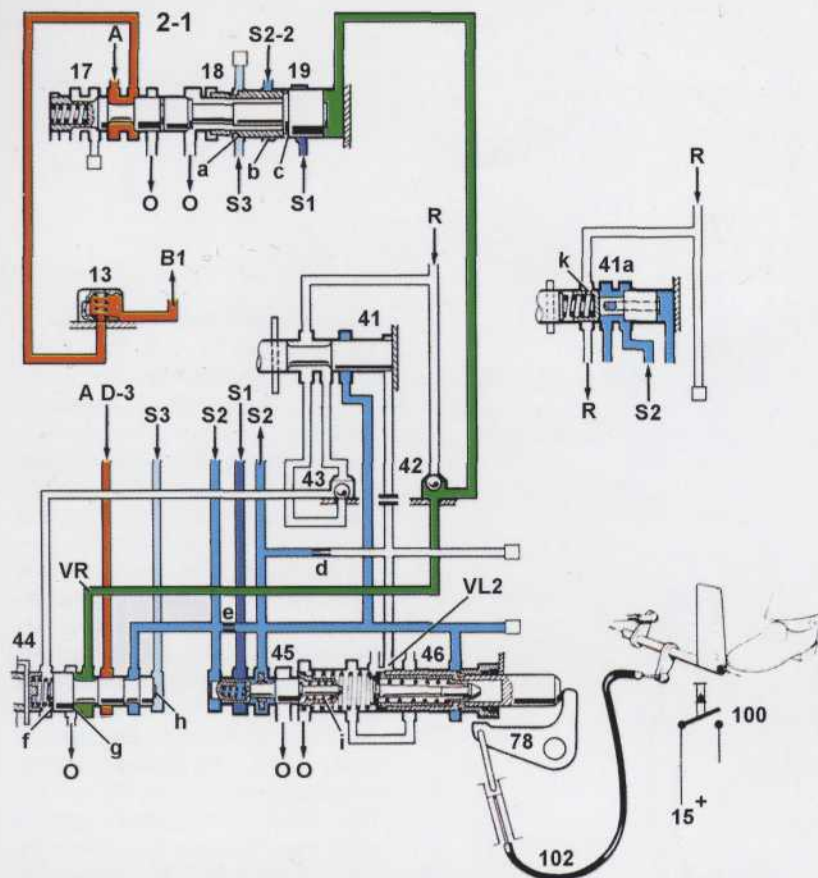 2-1
A
S2-2
17
18
19
a
b
c
O
O
S3
S1
R
R
B1
13
k
41a
41
A D-3
S3
S2
S1
S2
R
S2
43
42
d
VR
VL2
e
44
45
46
h
f
g
i
78
100
O
O
O
15+
102